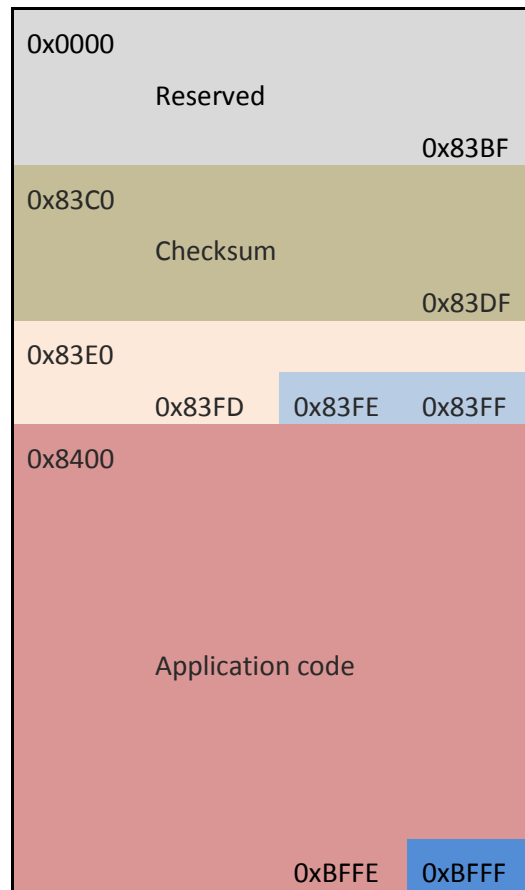 0x0000
Reserved
0x83BF
0x83C0
Checksum
0x83DF
0x83E0
0x83FD 0x83FE 0x83FF
0x8400
Application code
0xBFFE 0xBFFF